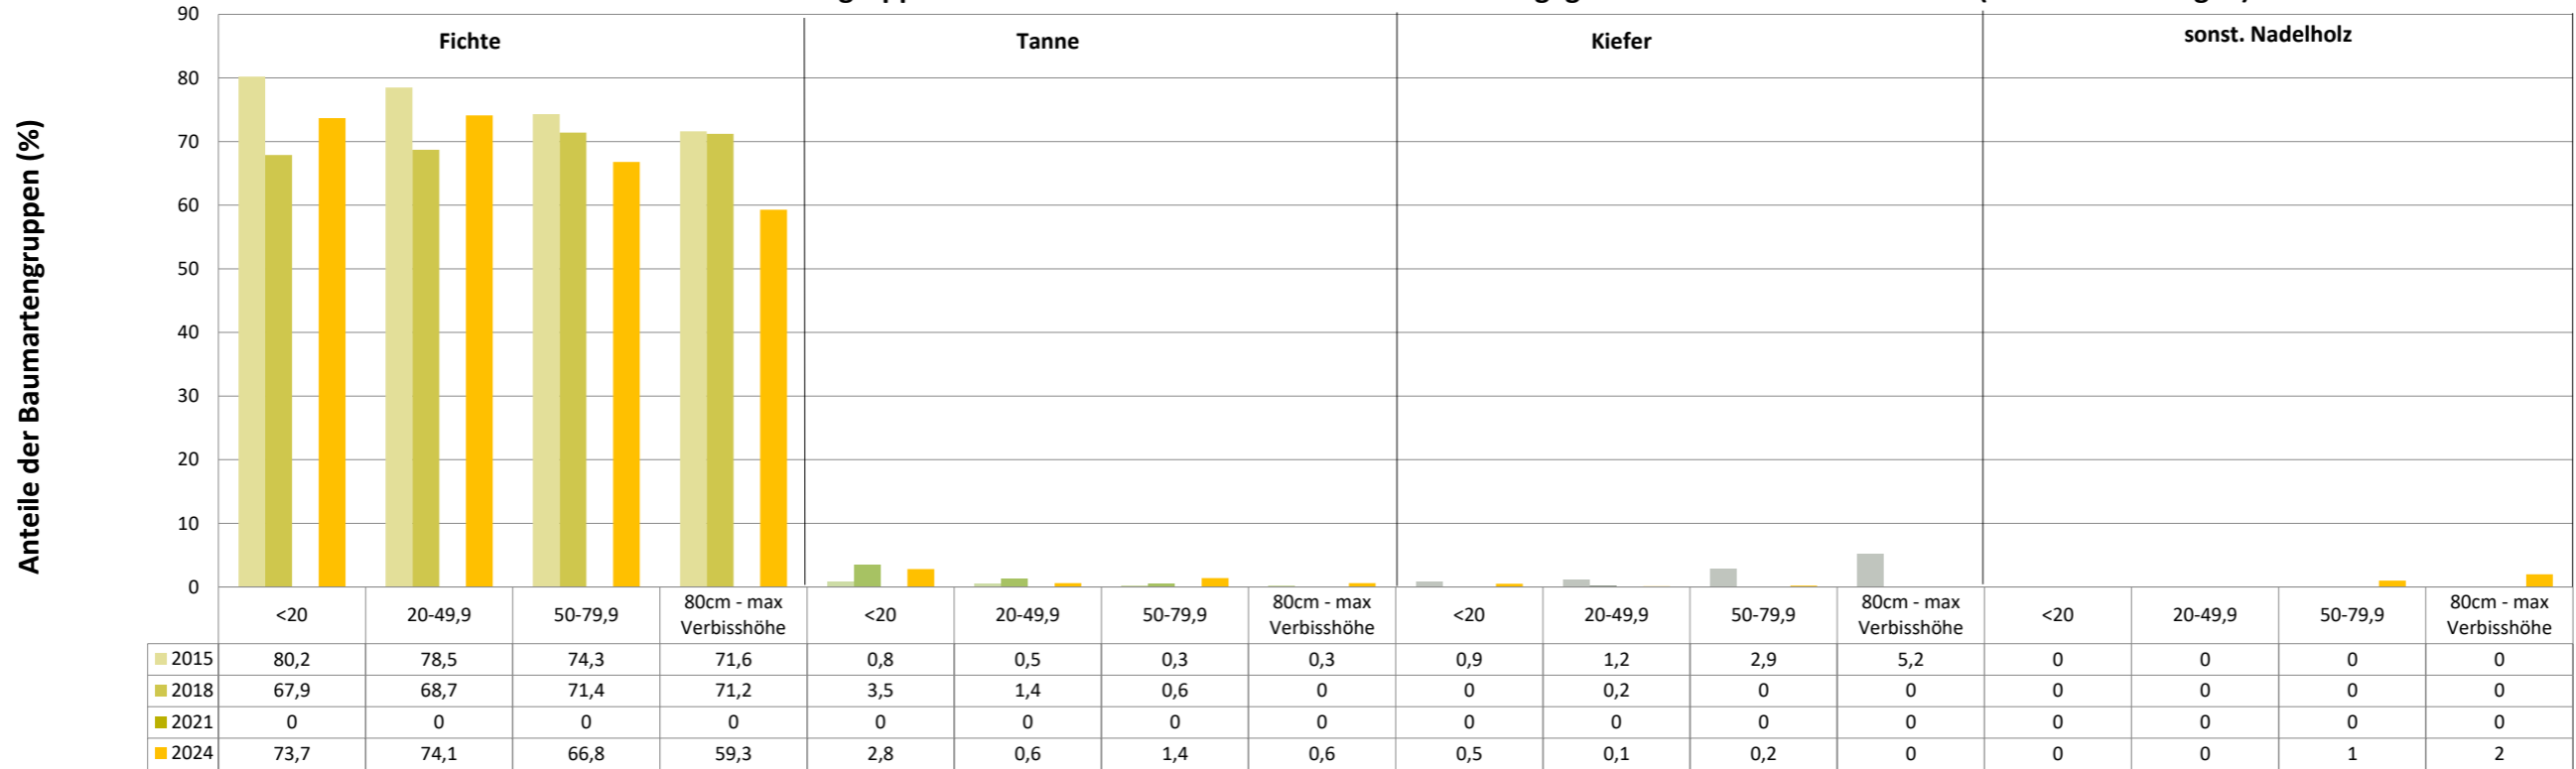 90
Fichte
Tanne
Kiefer
sonst. Nadelholz
80
70
60
50
40
30
20
10
0
Anteile der Baumartengruppen (%)
<20 20-49,9 50-79,9 80cm - max Verbisshöhe <20 20-49,9 50-79,9 80cm - max Verbisshöhe <20 20-49,9 50-79,9 80cm - max Verbisshöhe <20 20-49,9 50-79,9 80cm - max Verbisshöhe
2015 80,2 78,5 74,3 71,6 0,8 0,5 0,3 0,3 0,9 1,2 2,9 5,2 0 0 0 0
2018 67,9 68,7 71,4 71,2 3,5 1,4 0,6 0 0 0,2 0 0 0 0 0 0
2021 0 0 0 0 0 0 0 0 0 0 0 0 0 0 0 0
2024 73,7 74,1 66,8 59,3 2,8 0,6 1,4 0,6 0,5 0,1 0,2 0 0 0 1 2